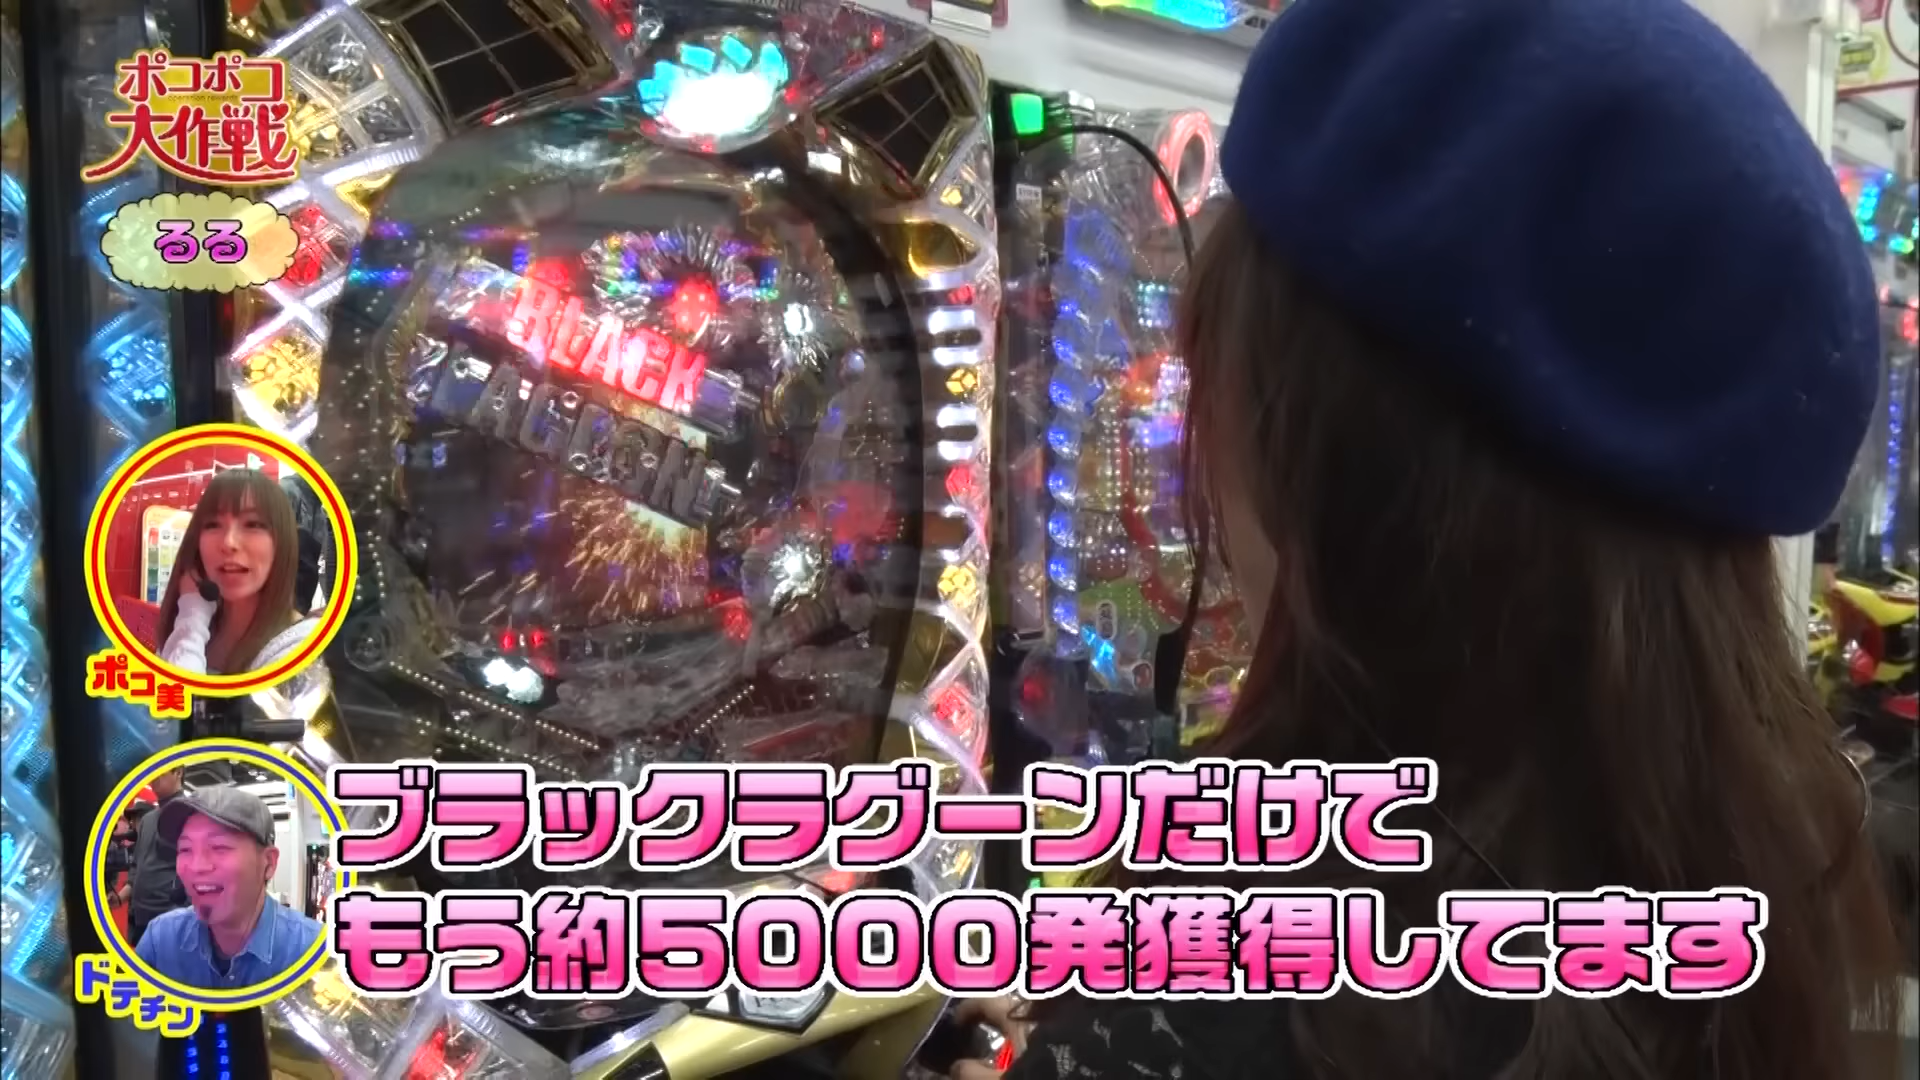 ポコポコ
operation rewards
大作戦
るる
BLACK
LAGOON
ポコ美
ドテチン
ブラックラグーンだけで
もう約5000発獲得してます